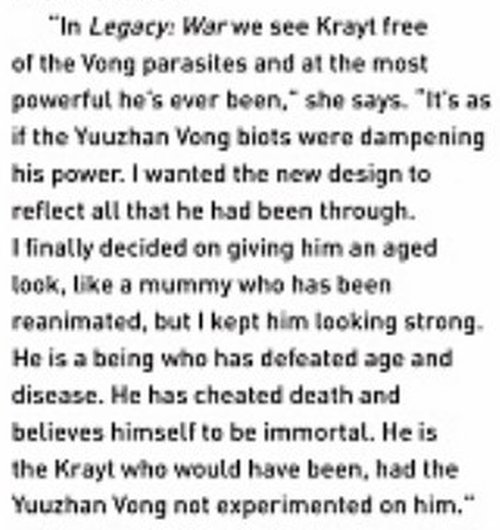 "In Legacy: War we see Krayt free
of the Vong parasites and at the most
powerful he's ever been," she says. "It's as
if the Yuuzhan Vong biots were dampening
his power. I wanted the new design to
reflect all that he had been through.
I finally decided on giving him an aged
look, like a mummy who has been
reanimated, but I kept him looking strong.
He is a being who has defeated age and
disease. He has cheated death and
believes himself to be immortal. He is
the Krayt who would have been, had the
Yuuzhan Vong not experimented on him."